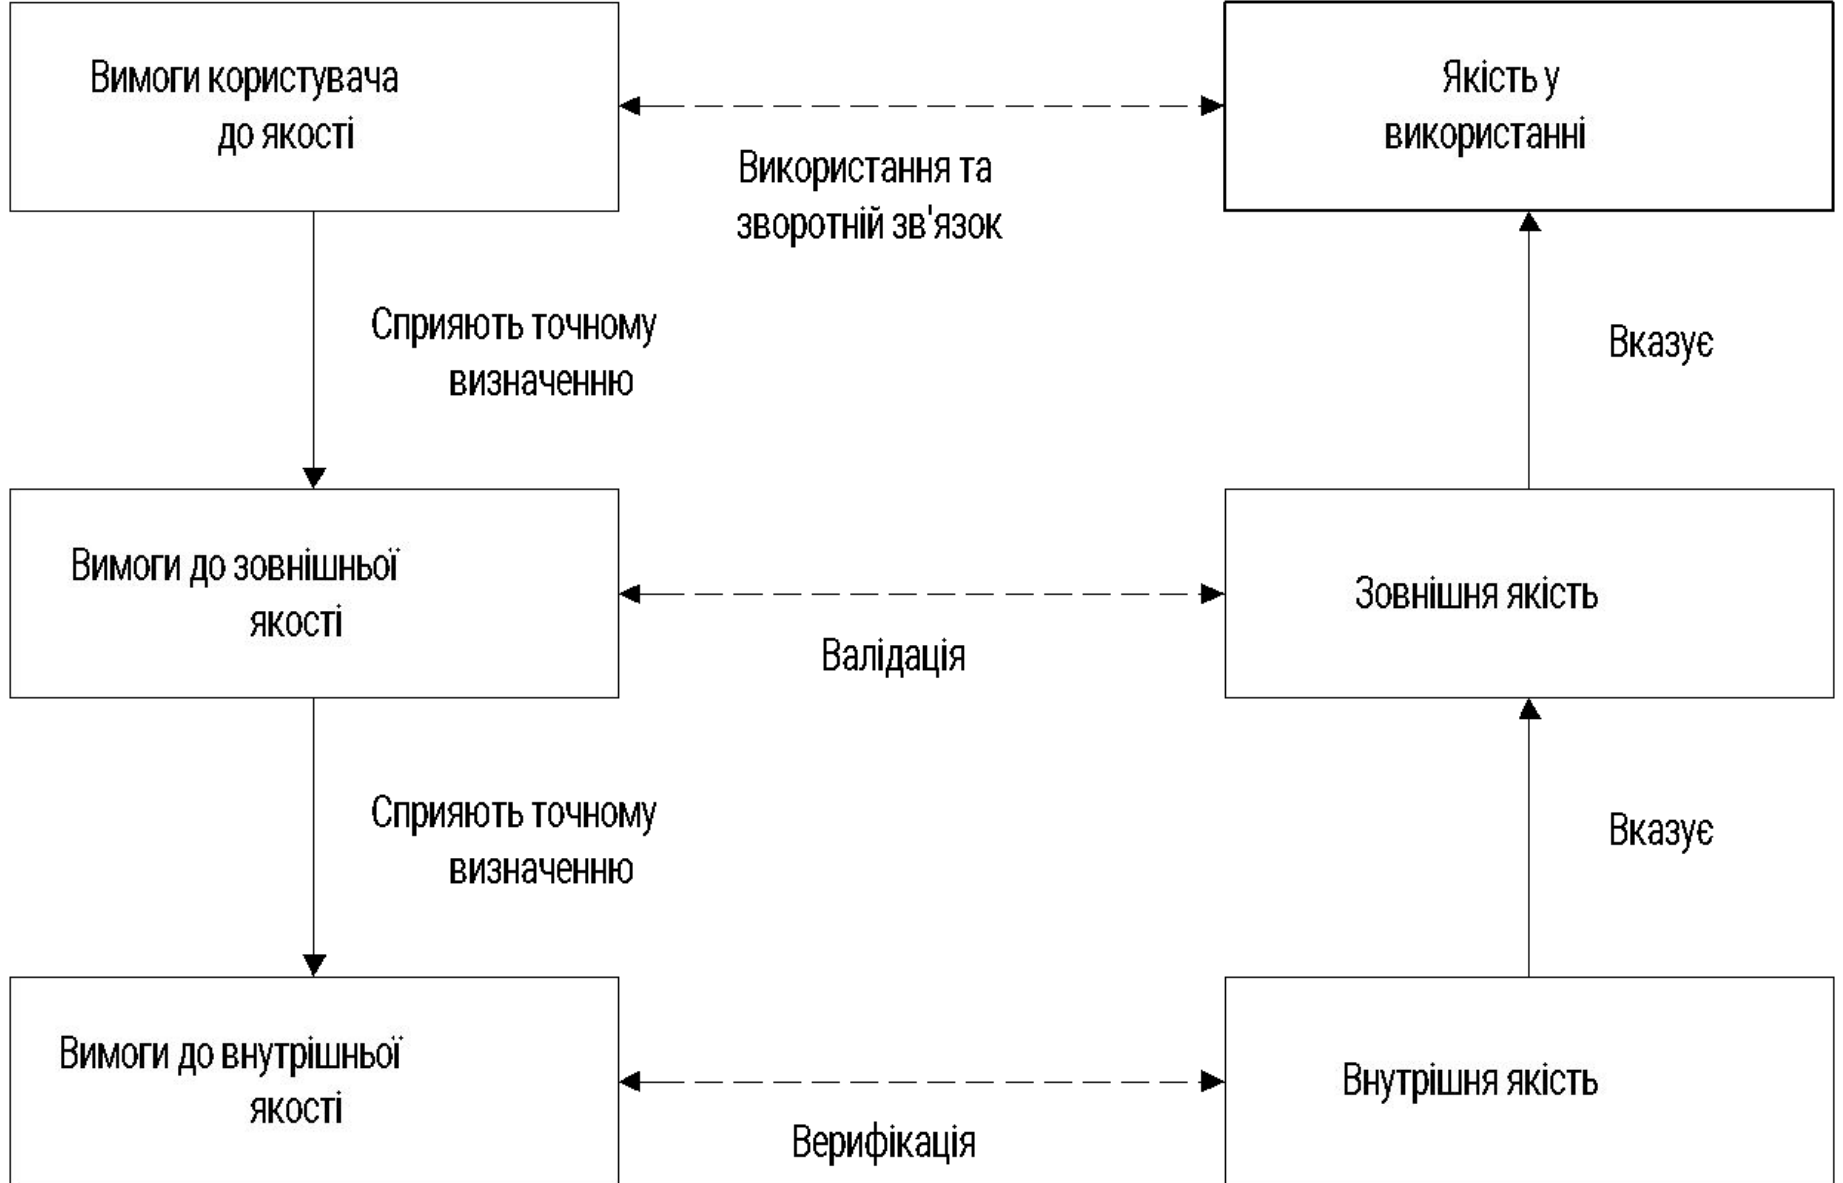 Вимоги користувача
до якості
Якість у
використанні
Використання та
зворотній зв'язок
Сприяють точному
визначенню
Вказує
Вимоги до зовнішньої
якості
Зовнішня якість
Валідація
Сприяють точному
визначенню
Вказує
Вимоги до внутрішньої
якості
Внутрішня якість
Верифікація